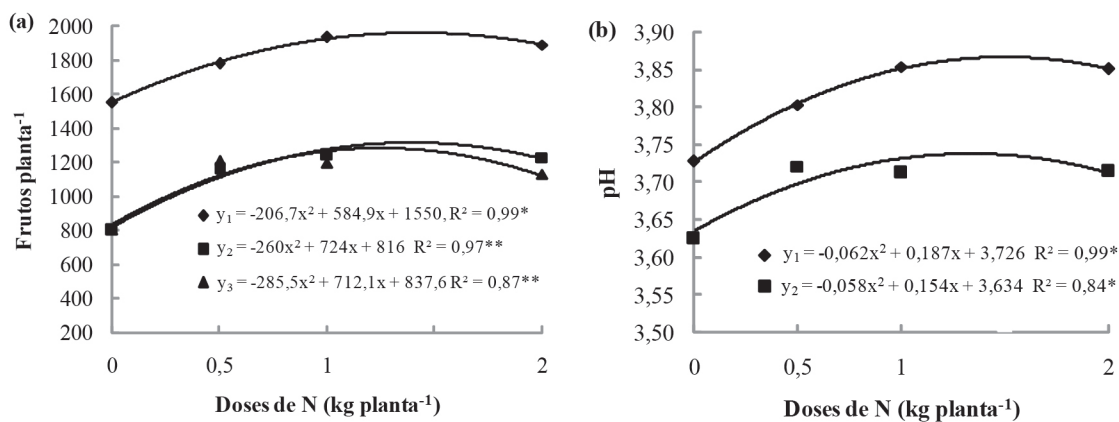 (a)
Frutos planta⁻¹
2000
1800
1600
1400
1200
1000
800
600
400
200
y₁ = -206,7x² + 584,9x + 1550, R² = 0,99*
y₂ = -260x² + 724x + 816 R² = 0,97**
y₃ = -285,5x² + 712,1x + 837,6 R² = 0,87**
0 0,5 1 2
Doses de N (kg planta⁻¹)
(b)
pH
3,90
3,85
3,80
3,75
3,70
3,65
3,60
3,55
3,50
y₁ = -0,062x² + 0,187x + 3,726 R² = 0,99*
y₂ = -0,058x² + 0,154x + 3,634 R² = 0,84*
0 0,5 1 2
Doses de N (kg planta⁻¹)